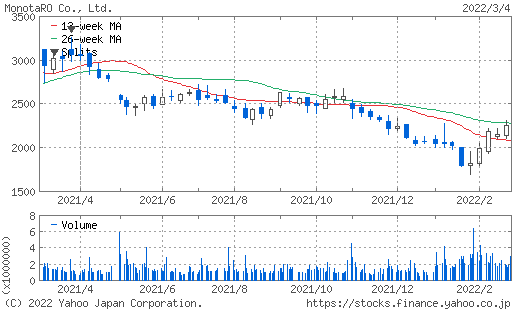 MonotaRO Co., Ltd. 2022/3/4
13-week MA
26-week MA
Splits
3500
3000
2500
2000
1500
2021/4 2021/6 2021/8 2021/10 2021/12 2022/2
Volume
8
6
4
2
0
(x1000000)
2021/4 2021/6 2021/8 2021/10 2021/12 2022/2
(C) 2022 Yahoo Japan Corporation. https://stocks.finance.yahoo.co.jp/